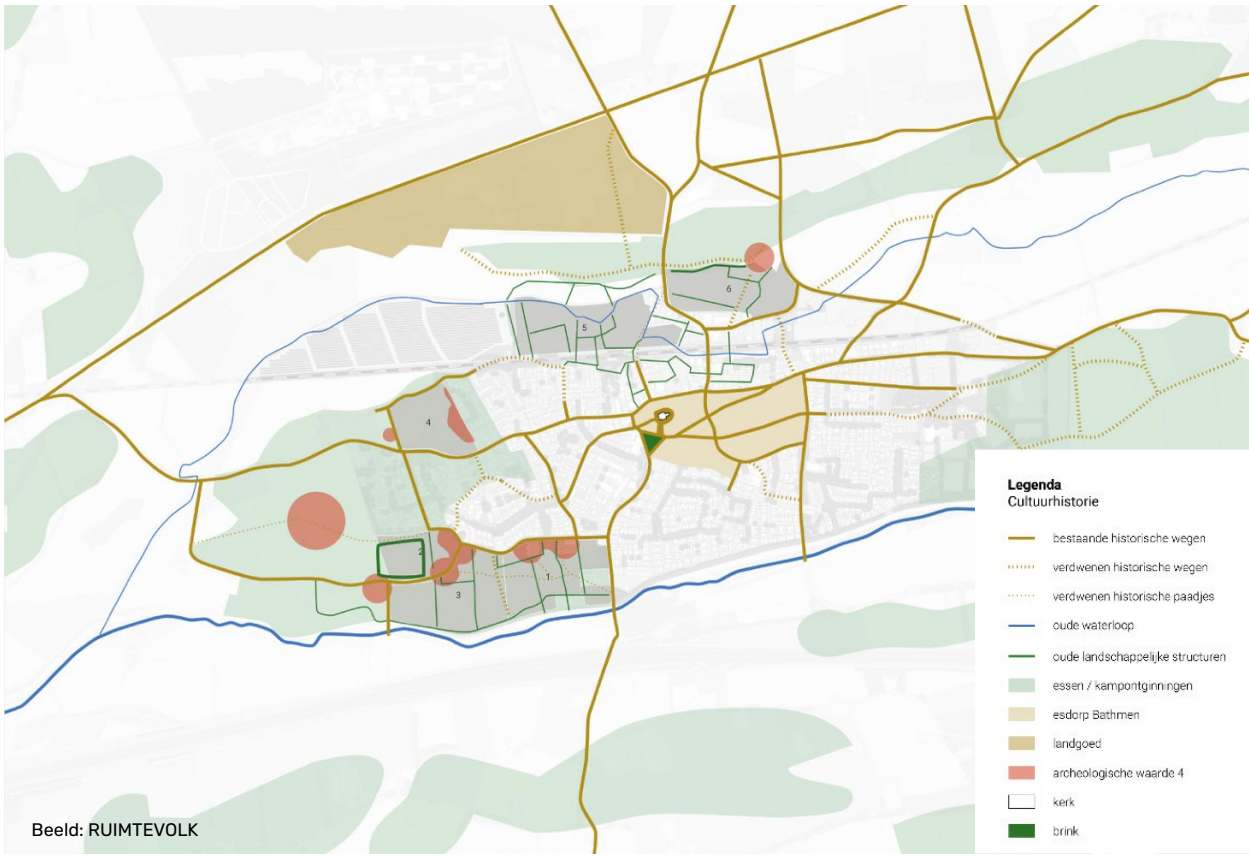 6
5
4
2
1
3
Legenda
Cultuurhistorie
bestaande historische wegen
verdwenen historische wegen
verdwenen historische paadjes
oude waterloop
oude landschappelijke structuren
essen / kampontginningen
esdorp Bathmen
landgoed
archeologische waarde 4
kerk
brink
Beeld: RUIMTEVOLK